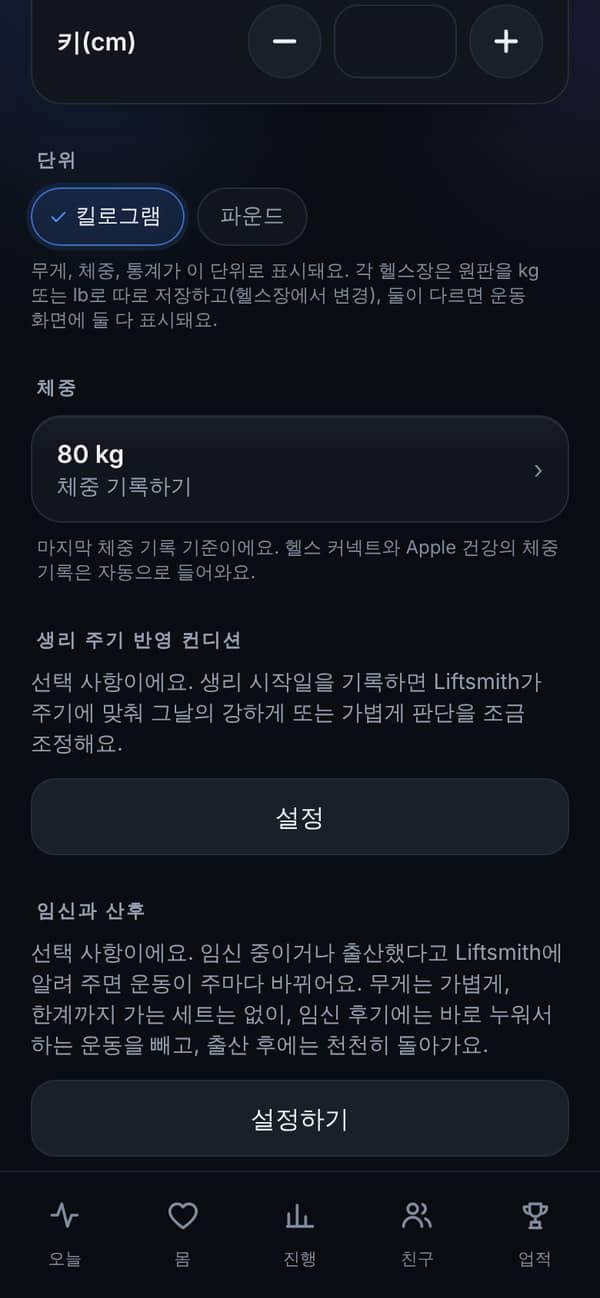 키(cm)
단위
킬로그램
파운드
무게, 체중, 통계가 이 단위로 표시돼요. 각 헬스장은 원판을 kg
또는 lb로 따로 저장하고(헬스장에서 변경), 둘이 다르면 운동
화면에 둘 다 표시돼요.
체중
80 kg
체중 기록하기
마지막 체중 기록 기준이에요. 헬스 커넥트와 Apple 건강의 체중
기록은 자동으로 들어와요.
생리 주기 반영 컨디션
선택 사항이에요. 생리 시작일을 기록하면 Liftsmith가
주기에 맞춰 그날의 강하게 또는 가볍게 판단을 조금
조정해요.
설정
임신과 산후
선택 사항이에요. 임신 중이거나 출산했다고 Liftsmith에
알려 주면 운동이 주마다 바뀌어요. 무게는 가볍게,
한계까지 가는 세트는 없이, 임신 후기에는 바로 누워서
하는 운동을 빼고, 출산 후에는 천천히 돌아가요.
설정하기
오늘
몸
진행
친구
업적